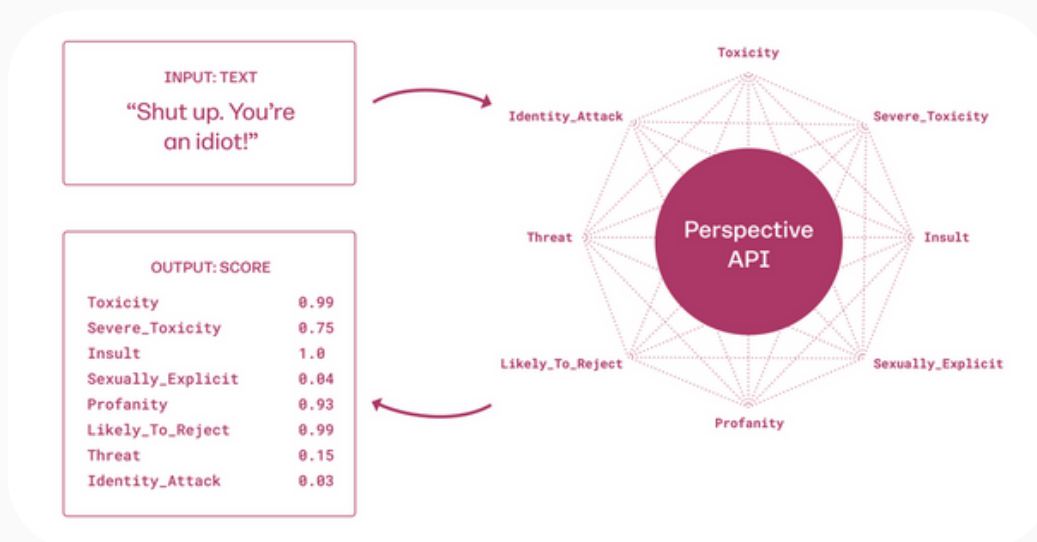 INPUT: TEXT
“Shut up. You’re
an idiot!”
OUTPUT: SCORE
Toxicity 0.99
Severe_Toxicity 0.75
Insult 1.0
Sexually_Explicit 0.04
Profanity 0.93
Likely_To_Reject 0.99
Threat 0.15
Identity_Attack 0.03
Toxicity
Identity_Attack
Severe_Toxicity
Threat
Perspective
API
Insult
Likely_To_Reject
Sexually_Explicit
Profanity